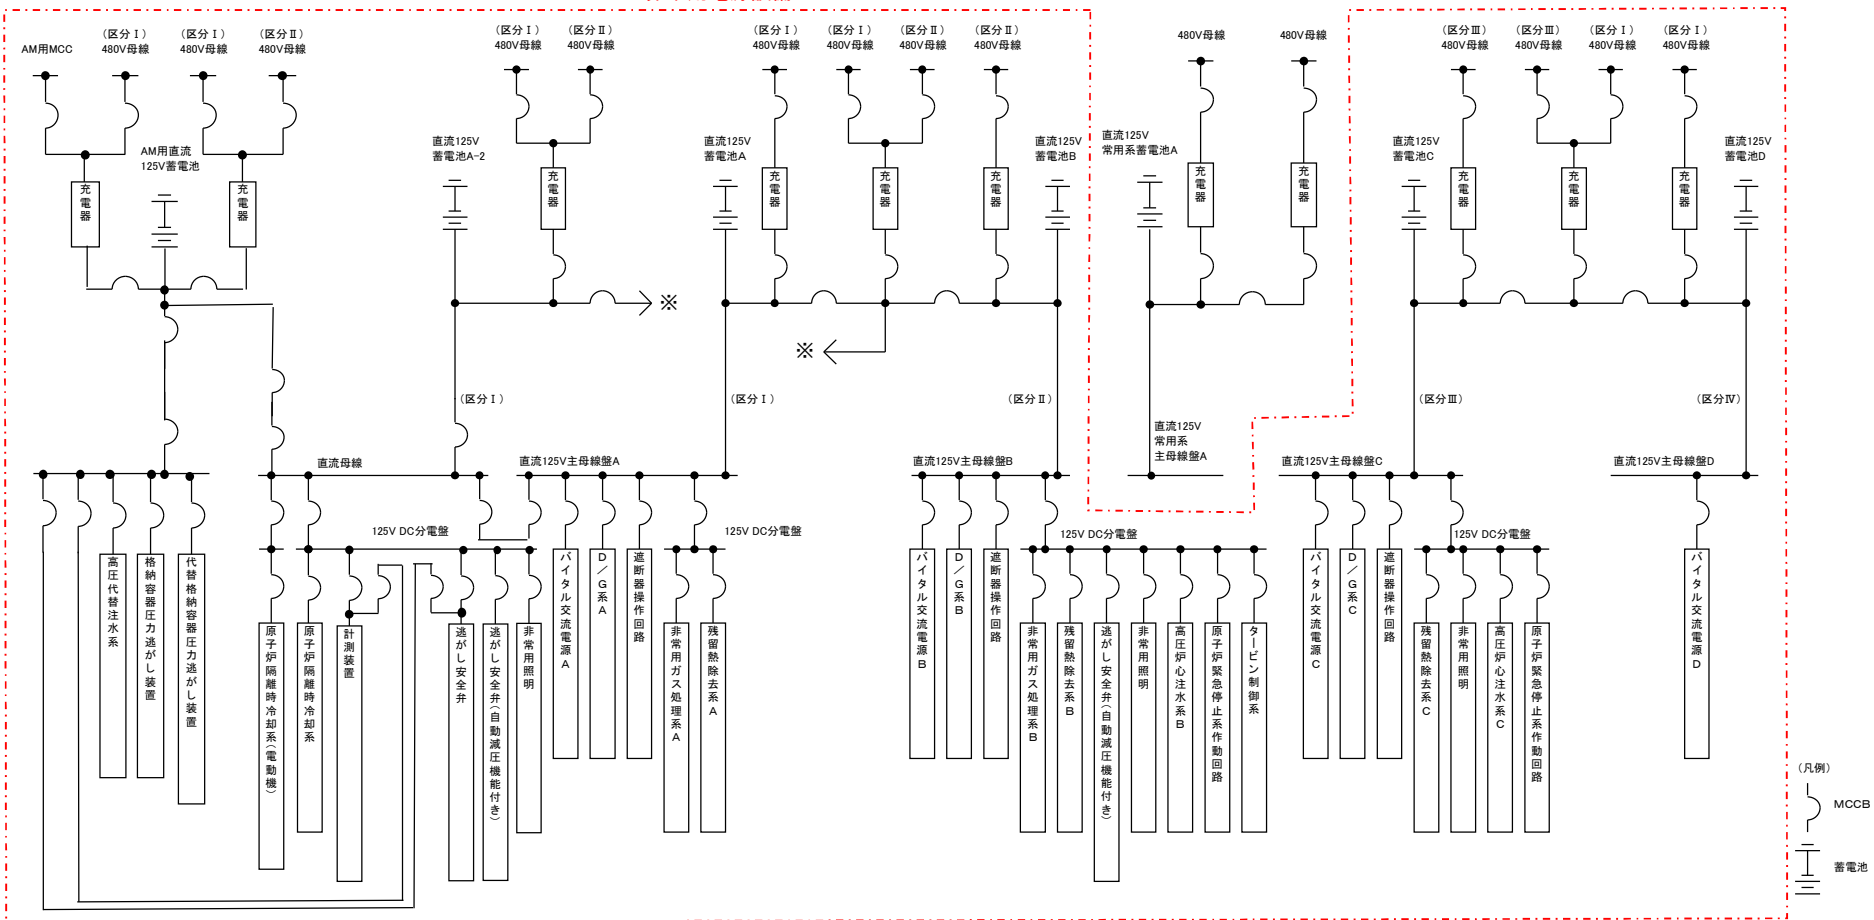 (区分Ⅰ)
(区分Ⅰ)
(区分Ⅱ)
AM用MCC
480V母線
480V母線
480V母線
(区分Ⅰ)
(区分Ⅱ)
480V母線
480V母線
(区分Ⅰ)
(区分Ⅰ)
(区分Ⅱ)
(区分Ⅱ)
480V母線
480V母線
480V母線
480V母線
480V母線
480V母線
(区分Ⅲ)
(区分Ⅲ)
(区分Ⅰ)
(区分Ⅰ)
480V母線
480V母線
480V母線
480V母線
AM用直流
125V蓄電池
直流125V
蓄電池A-2
直流125V
蓄電池A
直流125V
蓄電池B
直流125V
常用系蓄電池A
直流125V
蓄電池C
直流125V
蓄電池D
充電器
充電器
充電器
充電器
充電器
充電器
充電器
充電器
充電器
充電器
充電器
※
※
(区分Ⅰ)
(区分Ⅰ)
(区分Ⅱ)
(区分Ⅲ)
(区分Ⅳ)
直流125V
常用系
主母線盤A
直流母線
直流125V主母線盤A
直流125V主母線盤B
直流125V主母線盤C
直流125V主母線盤D
125V DC分電盤
125V DC分電盤
125V DC分電盤
125V DC分電盤
高圧代替注水系
格納容器圧力逃がし装置
代替格納容器圧力逃がし装置
原子炉隔離時冷却系(電動機)
原子炉隔離時冷却系
計測装置
逃がし安全弁
逃がし安全弁(自動減圧機能付き)
非常用照明
バイタル交流電源A
D/G系A
遮断器操作回路
非常用ガス処理系A
残留熱除去系A
バイタル交流電源B
D/G系B
遮断器操作回路
非常用ガス処理系B
残留熱除去系B
逃がし安全弁(自動減圧機能付き)
非常用照明
高圧炉心注水系B
原子炉緊急停止系作動回路
タービン制御系
バイタル交流電源C
D/G系C
遮断器操作回路
残留熱除去系C
非常用照明
高圧炉心注水系C
原子炉緊急停止系作動回路
バイタル交流電源D
(凡例)
MCCB
蓄電池